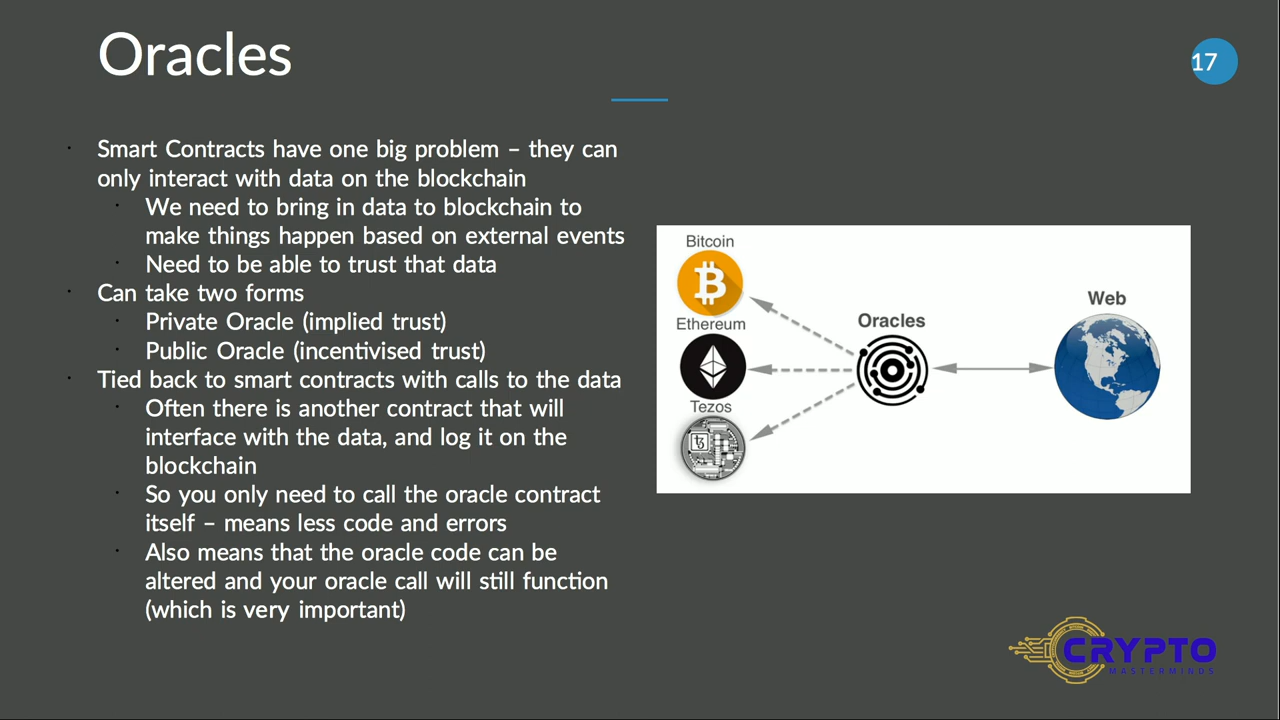 Oracles
17
Smart Contracts have one big problem – they can
only interact with data on the blockchain
We need to bring in data to blockchain to
make things happen based on external events
Need to be able to trust that data
Can take two forms
Private Oracle (implied trust)
Public Oracle (incentivised trust)
Tied back to smart contracts with calls to the data
Often there is another contract that will
interface with the data, and log it on the
blockchain
So you only need to call the oracle contract
itself – means less code and errors
Also means that the oracle code can be
altered and your oracle call will still function
(which is very important)
Bitcoin
Ethereum
Tezos
Oracles
Web
CRYPTO
MASTERMINDS